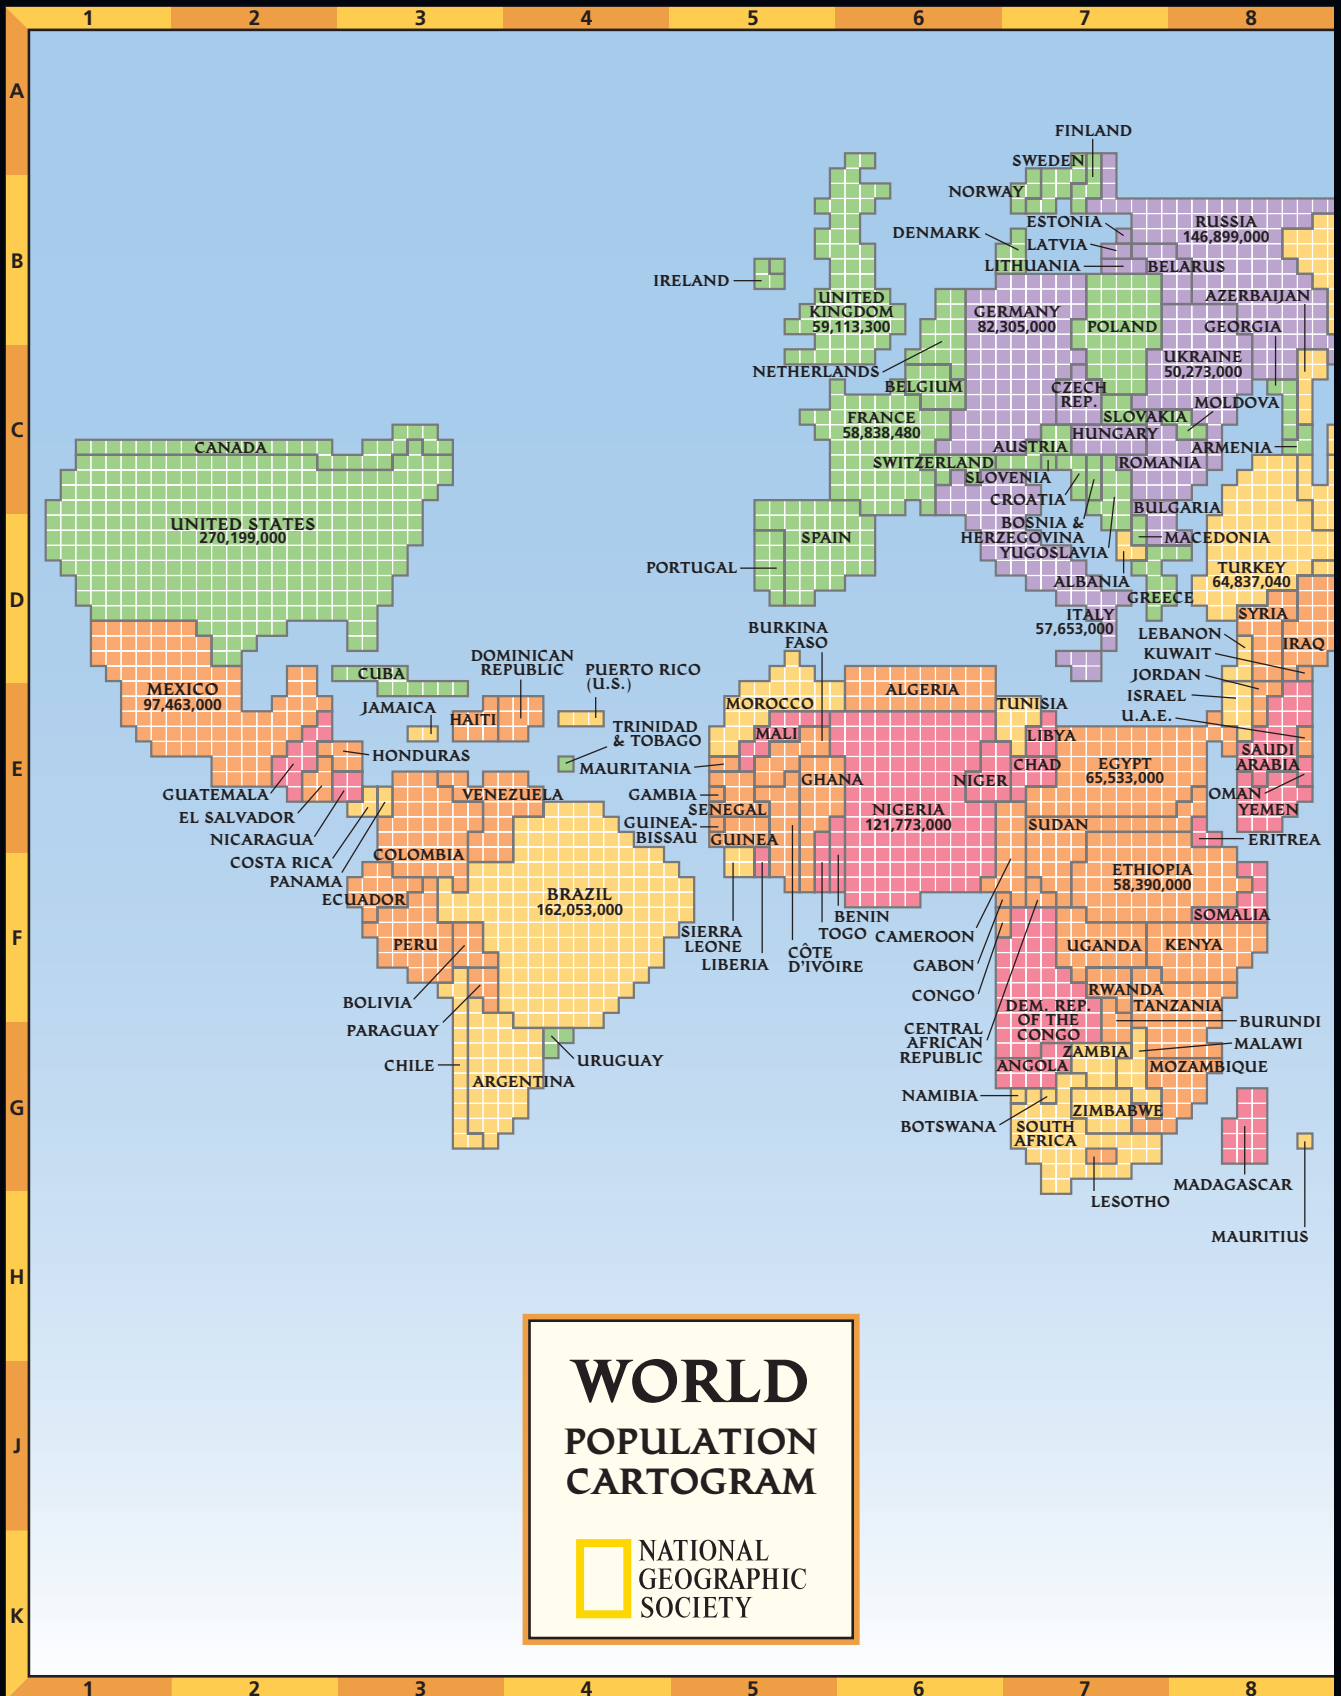 1 2 3 4 5 6 7 8
A
FINLAND
SWEDEN
NORWAY
ESTONIA
RUSSIA
146,899,000
DENMARK
LATVIA
B
LITHUANIA
BELARUS
IRELAND
AZERBAIJAN
UNITED
KINGDOM
59,113,300
GERMANY
82,305,000
POLAND
GEORGIA
UKRAINE
50,273,000
NETHERLANDS
BELGIUM
CZECH
REP.
MOLDOVA
FRANCE
58,838,480
SLOVAKIA
C
HUNGARY
AUSTRIA
ARMENIA
CANADA
SWITZERLAND
ROMANIA
SLOVENIA
CROATIA
BULGARIA
UNITED STATES
270,199,000
BOSNIA &
HERZEGOVINA
SPAIN
MACEDONIA
YUGOSLAVIA
PORTUGAL
TURKEY
64,837,040
ALBANIA
GREECE
D
ITALY
57,653,000
SYRIA
BURKINA
FASO
LEBANON
IRAQ
KUWAIT
DOMINICAN
REPUBLIC
PUERTO RICO
(U.S.)
CUBA
JORDAN
MEXICO
97,463,000
ALGERIA
ISRAEL
MOROCCO
TUNISIA
JAMAICA
HAITI
U.A.E.
TRINIDAD
& TOBAGO
MALI
LIBYA
HONDURAS
SAUDI
ARABIA
E
MAURITANIA
CHAD
EGYPT
65,533,000
GHANA
NIGER
GUATEMALA
VENEZUELA
GAMBIA
OMAN
EL SALVADOR
SENEGAL
NIGERIA
121,773,000
YEMEN
NICARAGUA
GUINEA-
BISSAU
SUDAN
GUINEA
ERITREA
COSTA RICA
COLOMBIA
PANAMA
ETHIOPIA
58,390,000
ECUADOR
BRAZIL
162,053,000
BENIN
SOMALIA
SIERRA
LEONE
TOGO
CAMEROON
F
PERU
UGANDA
KENYA
LIBERIA
CÔTE
D'IVOIRE
GABON
BOLIVIA
CONGO
RWANDA
DEM. REP.
OF THE
CONGO
TANZANIA
PARAGUAY
CENTRAL
AFRICAN
REPUBLIC
BURUNDI
MALAWI
URUGUAY
ZAMBIA
CHILE
ANGOLA
MOZAMBIQUE
ARGENTINA
NAMIBIA
G
ZIMBABWE
BOTSWANA
SOUTH
AFRICA
MADAGASCAR
LESOTHO
MAURITIUS
H
WORLD
POPULATION
CARTOGRAM
J
NATIONAL
GEOGRAPHIC
SOCIETY
K
1 2 3 4 5 6 7 8